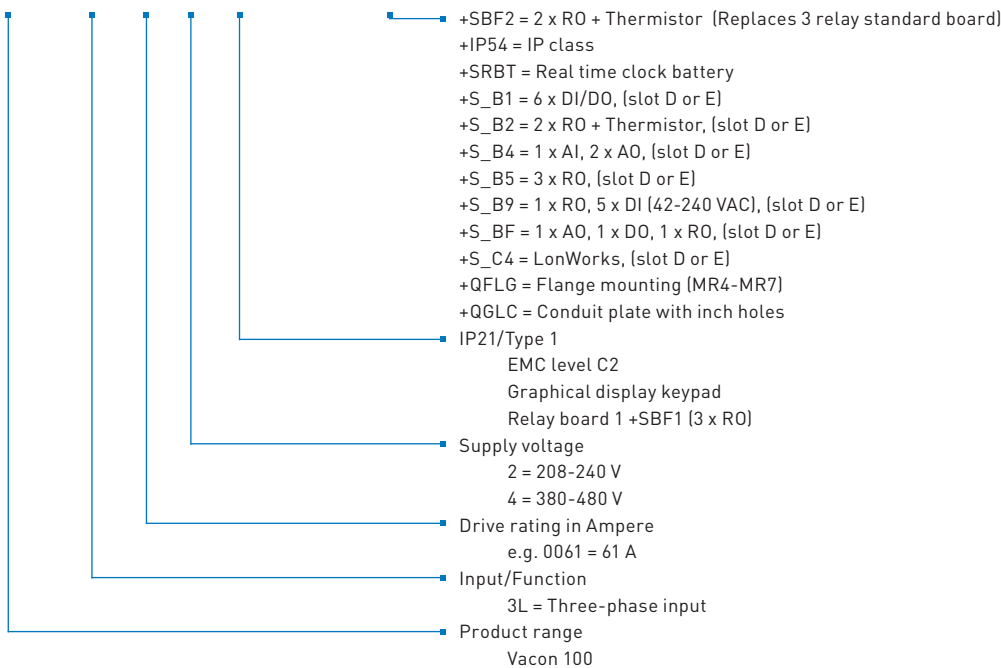 +SBF2 = 2 x RO + Thermistor (Replaces 3 relay standard board)
+IP54 = IP class
+SRBT = Real time clock battery
+S_B1 = 6 x DI/DO, (slot D or E)
+S_B2 = 2 x RO + Thermistor, (slot D or E)
+S_B4 = 1 x AI, 2 x AO, (slot D or E)
+S_B5 = 3 x RO, (slot D or E)
+S_B9 = 1 x RO, 5 x DI (42-240 VAC), (slot D or E)
+S_BF = 1 x AO, 1 x DO, 1 x RO, (slot D or E)
+S_C4 = LonWorks, (slot D or E)
+QFLG = Flange mounting (MR4-MR7)
+QGLC = Conduit plate with inch holes
IP21/Type 1
EMC level C2
Graphical display keypad
Relay board 1 +SBF1 (3 x RO)
Supply voltage
2 = 208-240 V
4 = 380-480 V
Drive rating in Ampere
e.g. 0061 = 61 A
Input/Function
3L = Three-phase input
Product range
Vacon 100